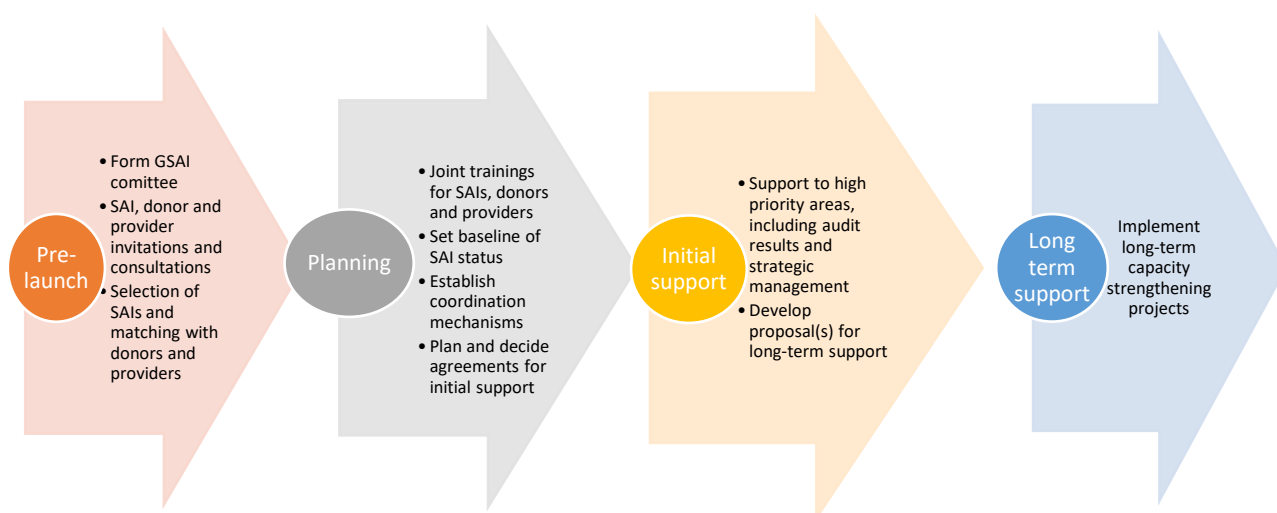 Pre-
launch
• Form GSAI
comittee
• SAI, donor and
provider
invitations and
consultations
• Selection of
SAIs and
matching with
donors and
providers
Planning
• Joint trainings
for SAIs, donors
and providers
• Set baseline of
SAI status
• Establish
coordination
mechanisms
• Plan and decide
agreements for
initial support
Initial
support
• Support to high
priority areas,
including audit
results and
strategic
management
• Develop
proposal(s) for
long-term support
Long
term
support
Implement
long-term
capacity
strengthening
projects